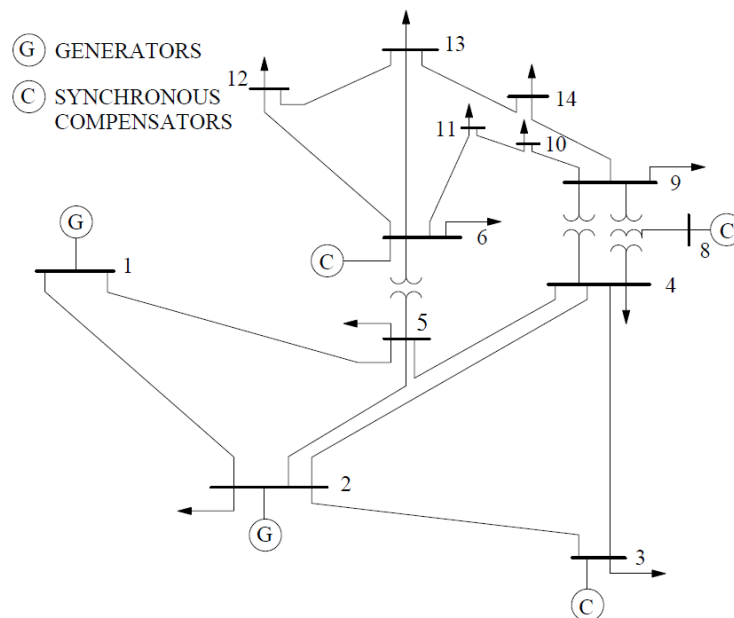 G GENERATORS
C SYNCHRONOUS
COMPENSATORS
13
12
14
11
10
9
G
6
C
8
C
1
4
5
2
G
3
C